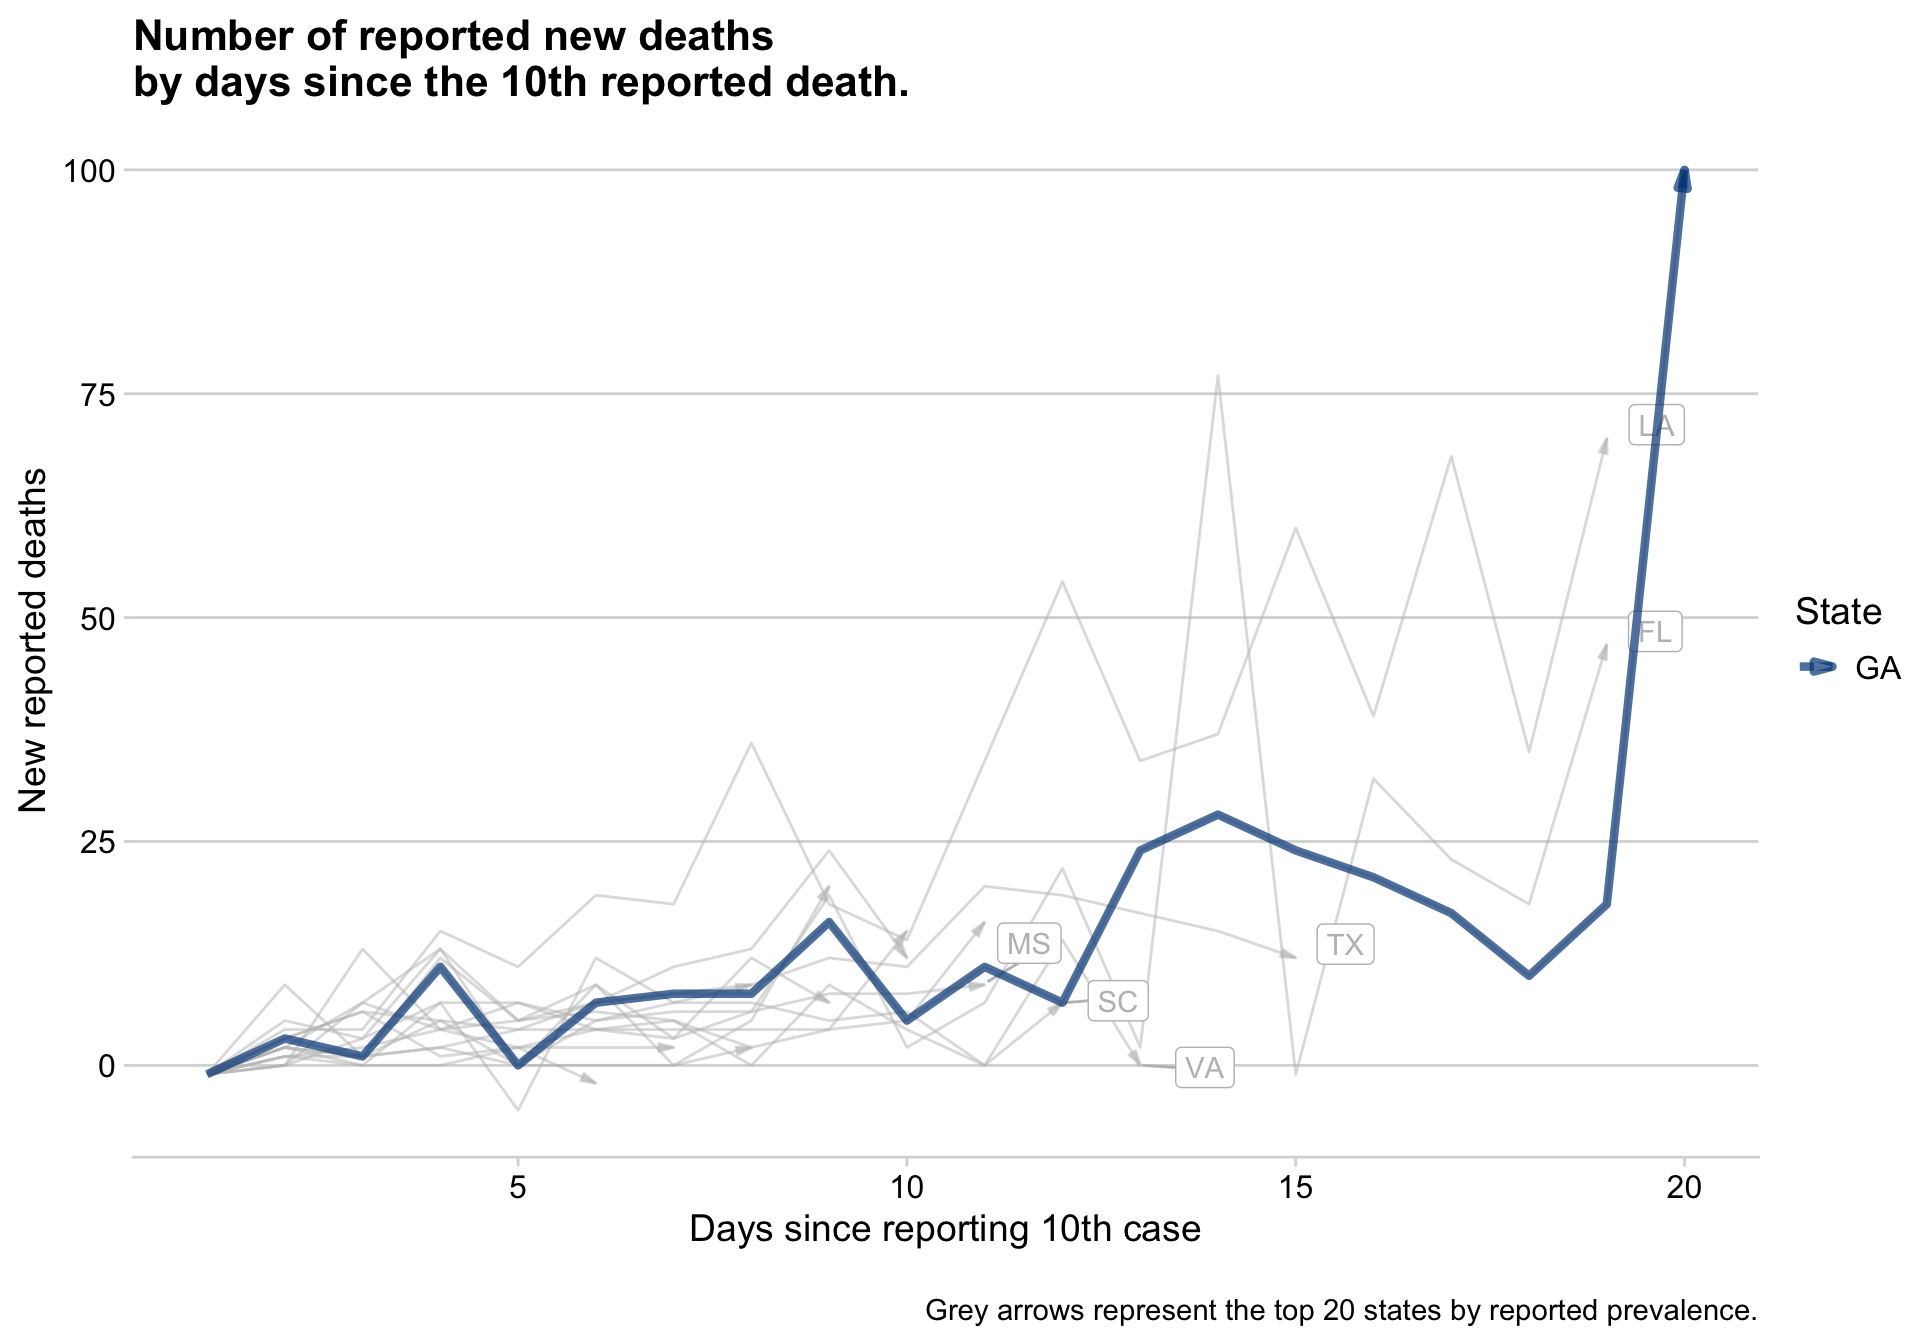 Number of reported new deaths
by days since the 10th reported death.
100
75
50
25
0
New reported deaths
LA
FL
MS
TX
SC
VA
State
GA
5
10
15
20
Days since reporting 10th case
Grey arrows represent the top 20 states by reported prevalence.